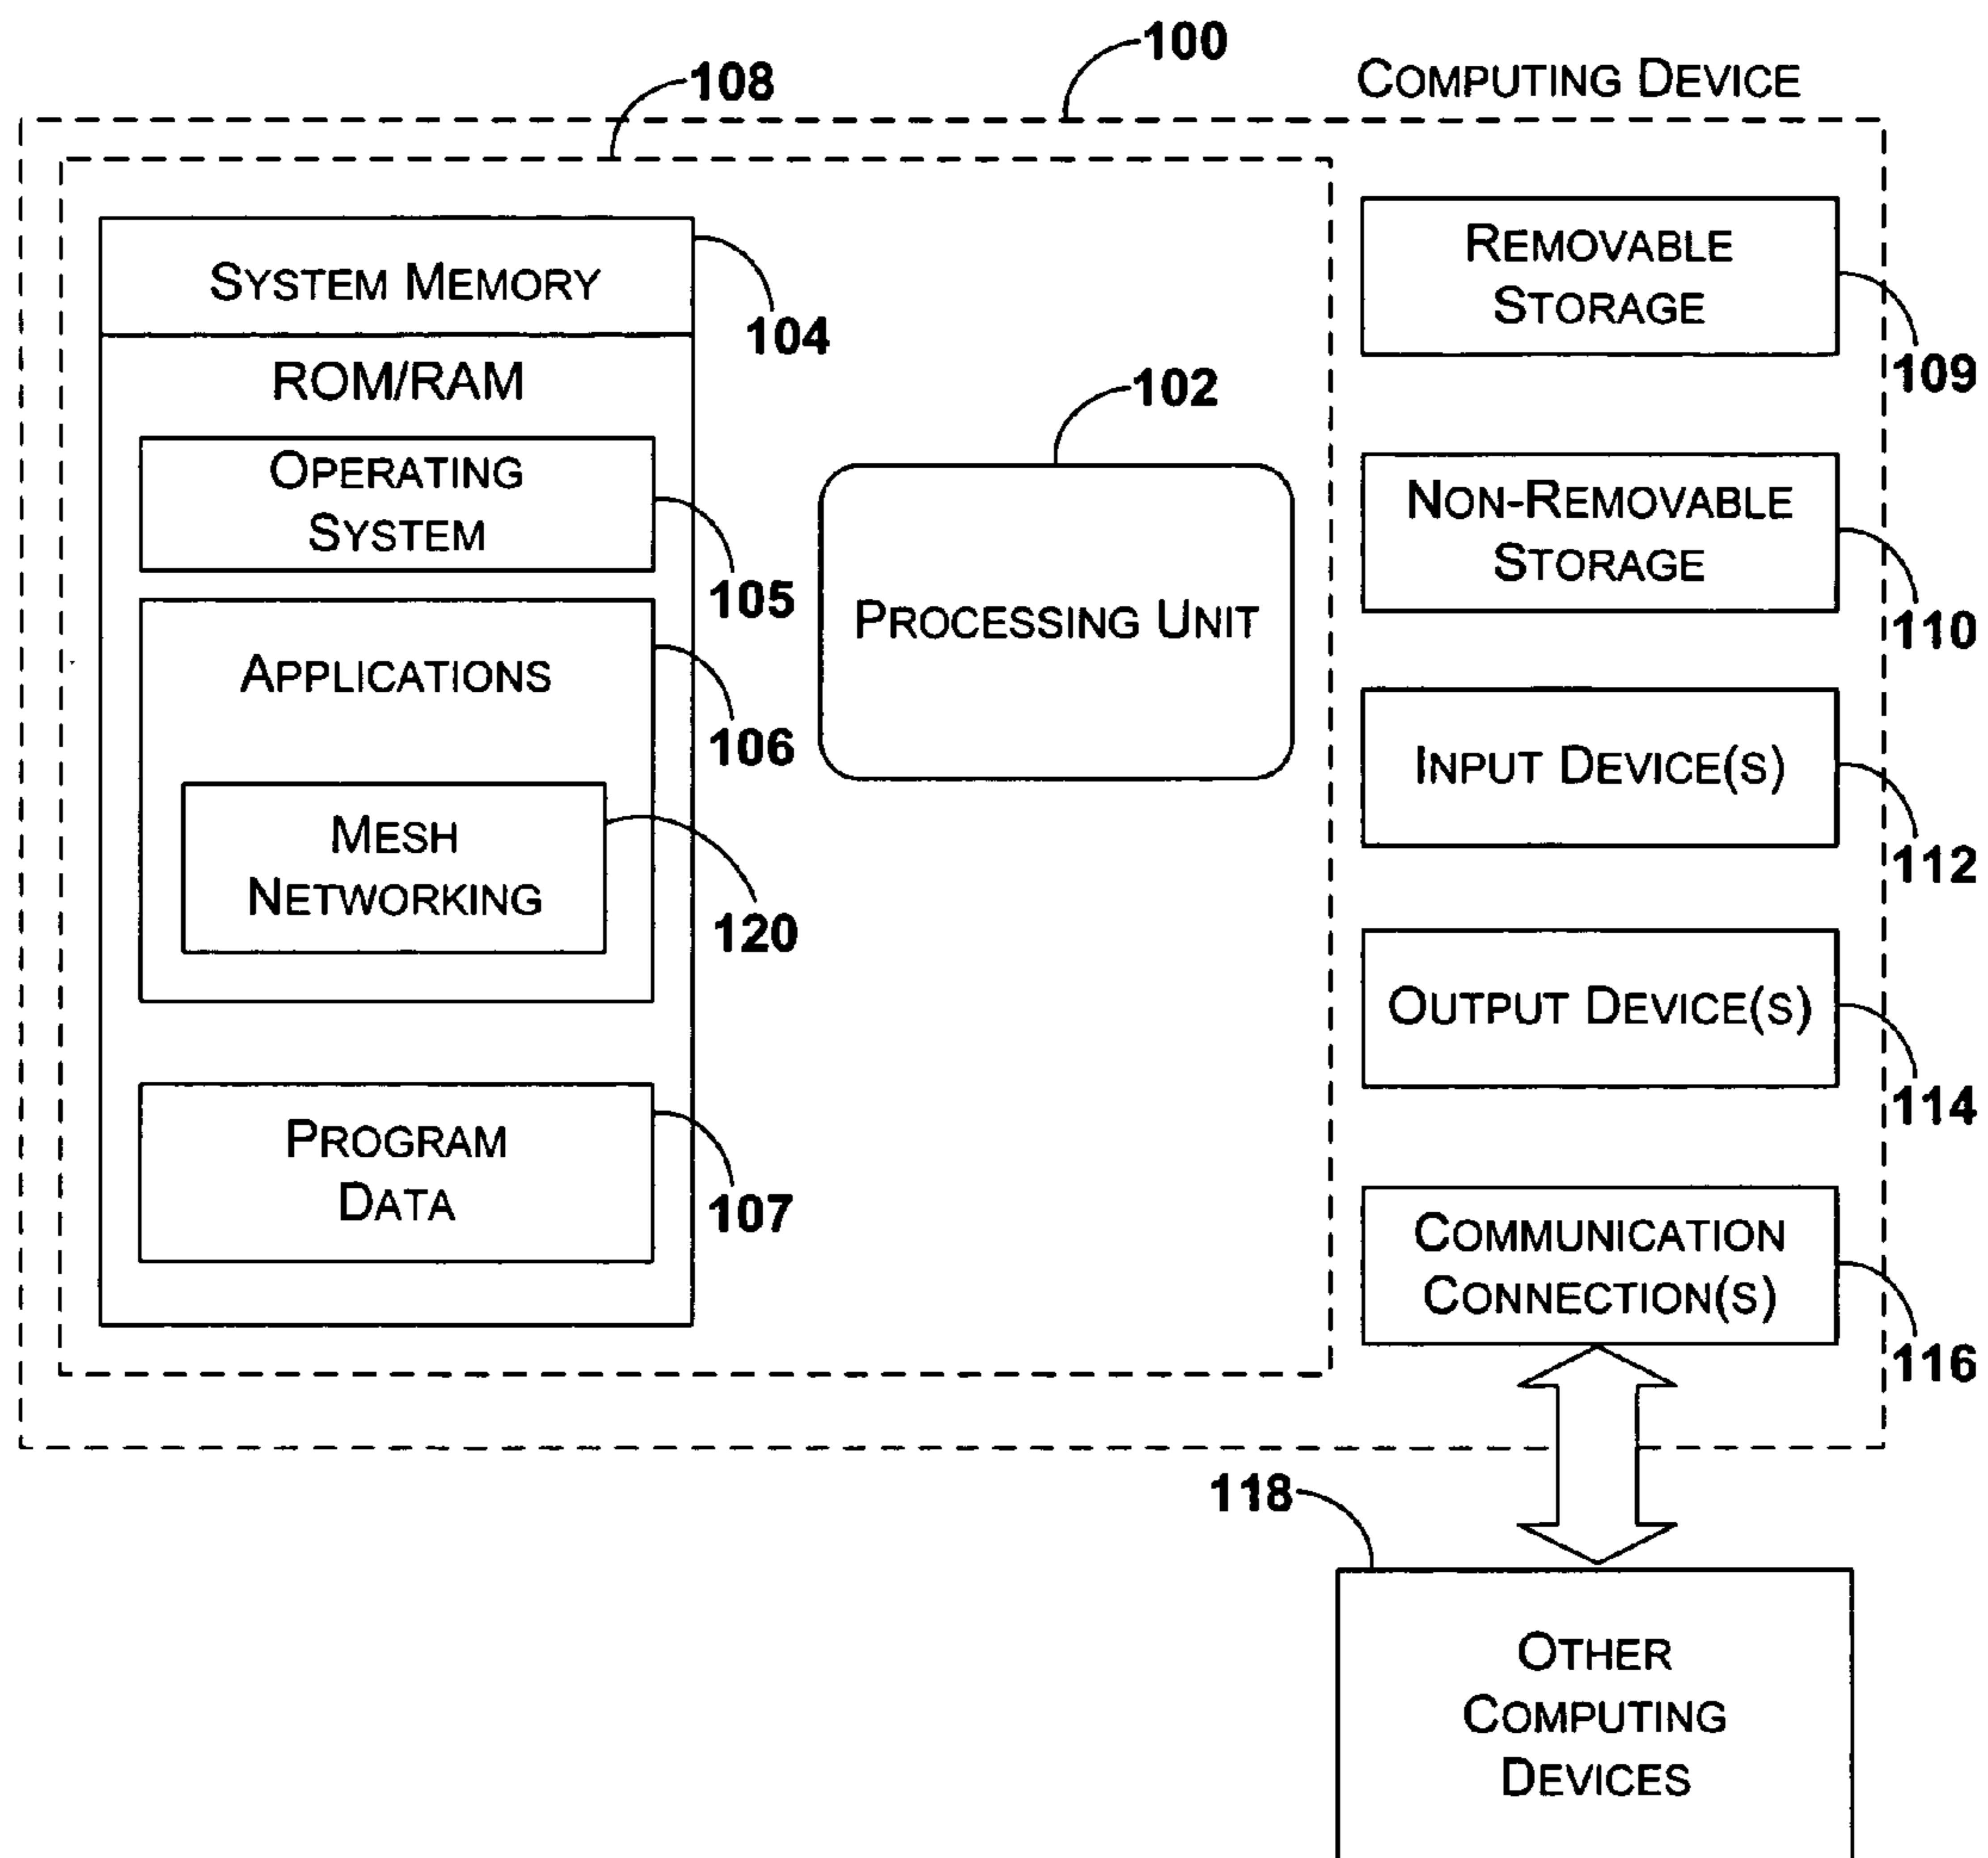 100
COMPUTING DEVICE
108
SYSTEM MEMORY
104
ROM/RAM
OPERATING
SYSTEM
105
APPLICATIONS
106
MESH
NETWORKING
120
PROGRAM
DATA
107
102
PROCESSING UNIT
REMOVABLE
STORAGE
109
NON-REMOVABLE
STORAGE
110
INPUT DEVICE(S)
112
OUTPUT DEVICE(S)
114
COMMUNICATION
CONNECTION(S)
116
118
OTHER
COMPUTING
DEVICES